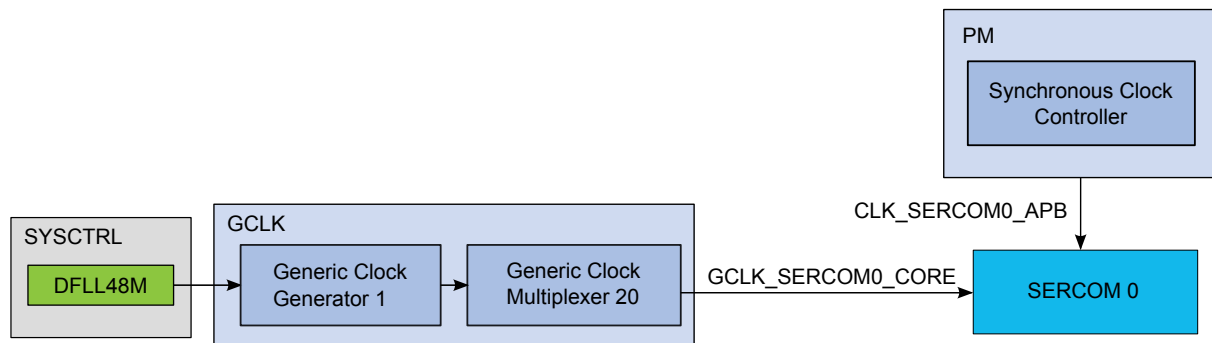 PM
Synchronous Clock
Controller
CLK_SERCOM0_APB
SYSCTRL
DFLL48M
GCLK
Generic Clock
Generator 1
Generic Clock
Multiplexer 20
GCLK_SERCOM0_CORE
SERCOM 0